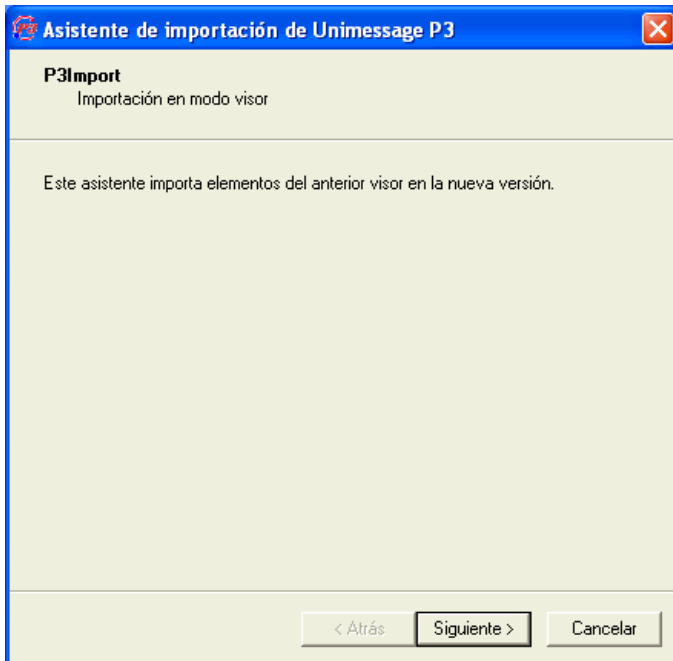 Asistente de importación de Unimessage P3
P3Import
Importación en modo visor
Este asistente importa elementos del anterior visor en la nueva versión.
< Atrás
Siguiente >
Cancelar